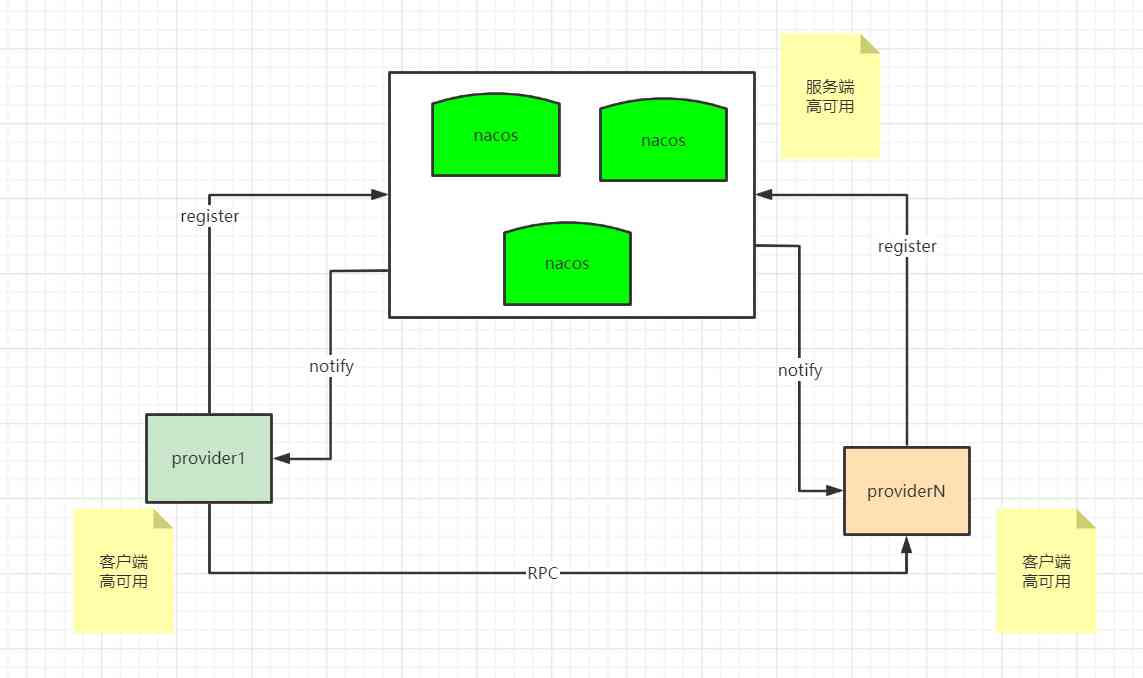 服务端
高可用
nacos
nacos
nacos
register
register
notify
notify
provider1
providerN
客户端
高可用
客户端
高可用
RPC